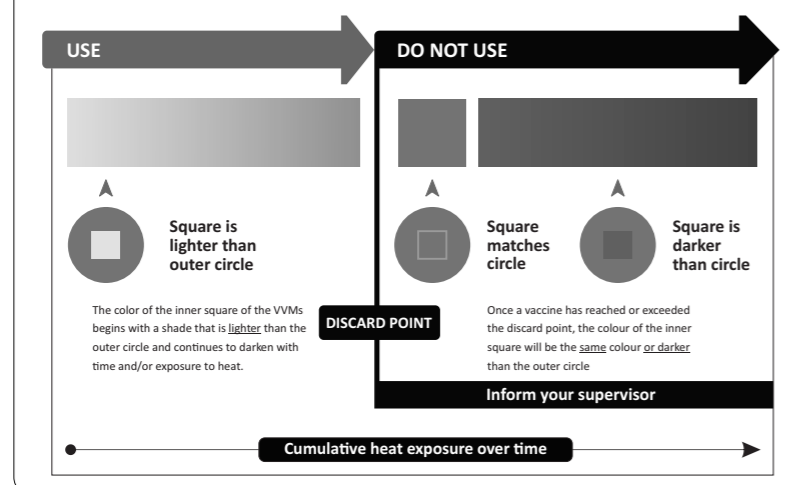 USE
DO NOT USE
Square is
lighter than
outer circle
Square
matches
circle
Square is
darker
than circle
The color of the inner square of the VVMs
begins with a shade that is lighter than the
outer circle and continues to darken with
time and/or exposure to heat.
DISCARD POINT
Once a vaccine has reached or exceeded
the discard point, the colour of the inner
square will be the same colour or darker
than the outer circle
Inform your supervisor
Cumulative heat exposure over time